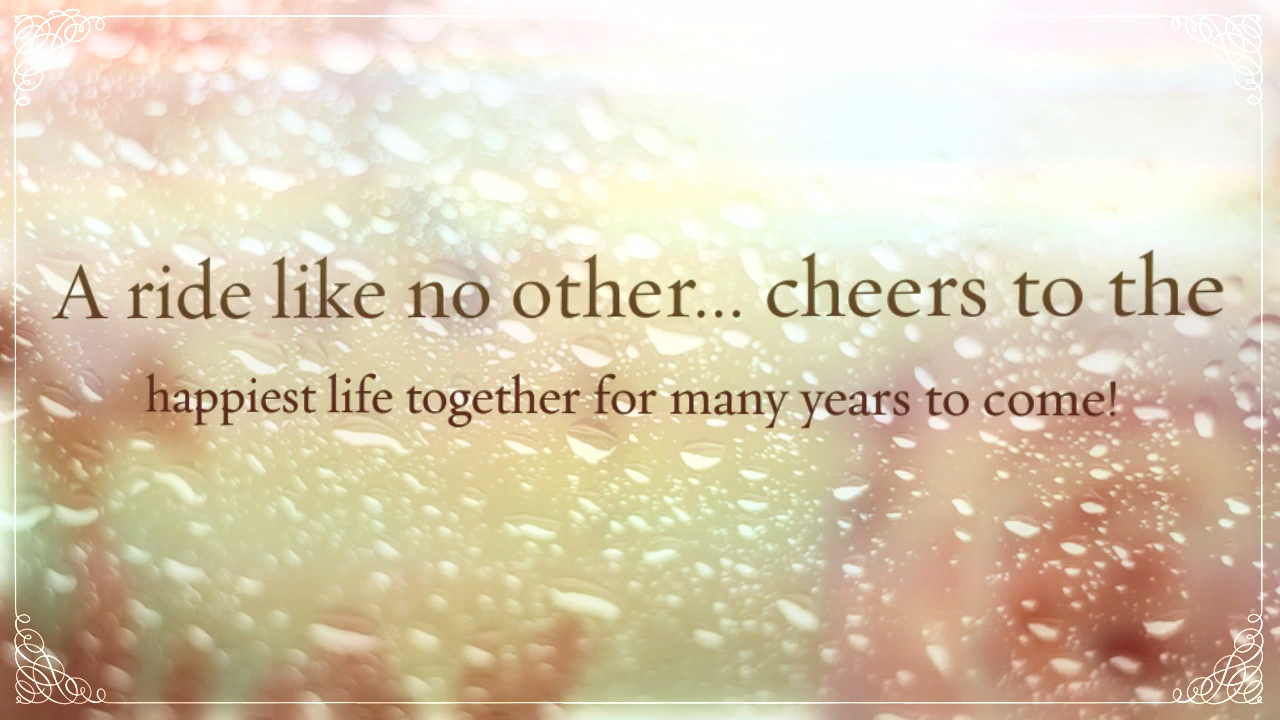 A ride like no other... cheers to the
happiest life together for many years to come!